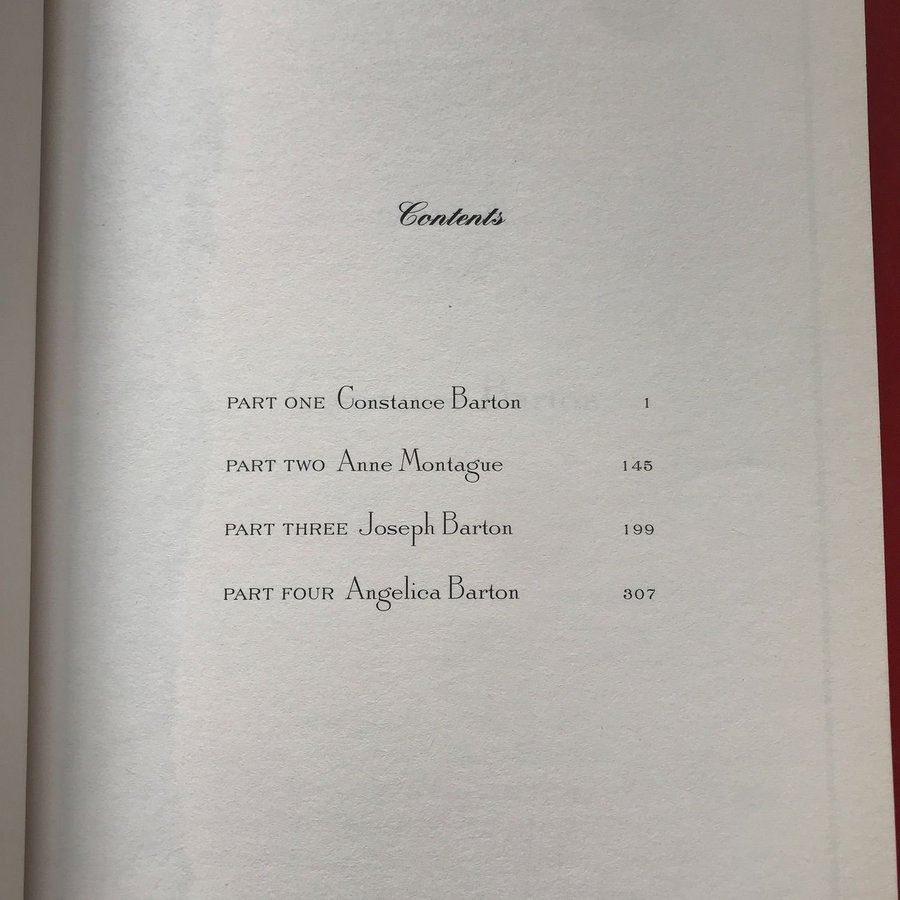 Contents
PART ONE Constance Barton 1
PART TWO Anne Montague 145
PART THREE Joseph Barton 199
PART FOUR Angelica Barton 307